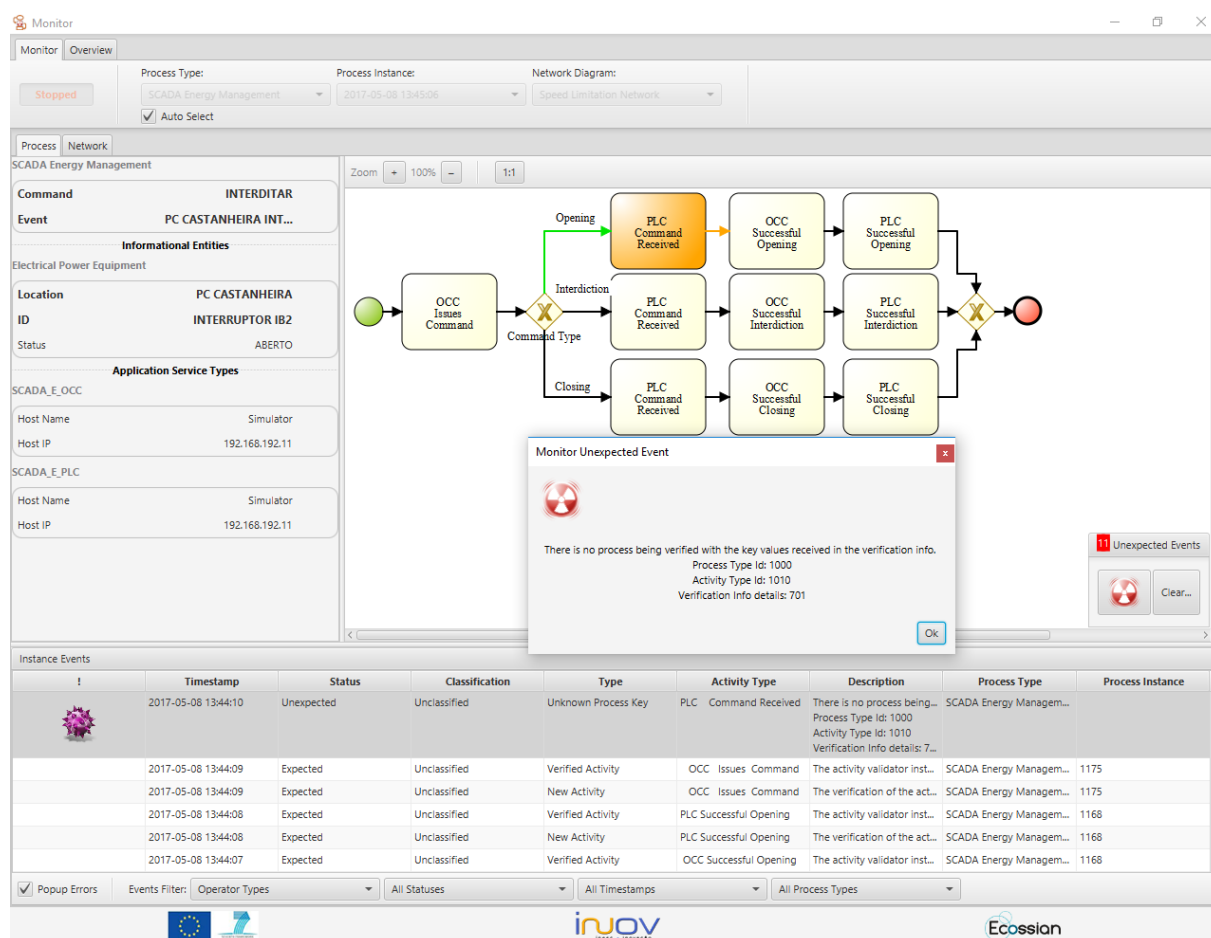 Monitor
Monitor Overview
Process Type: Process Instance: Network Diagram:
Stopped SCADA Energy Management 2017-05-08 13:45:06 Speed Limitation Network
Auto Select
Process Network
SCADA Energy Management
Zoom + 100% - 1:1
Command INTERDITAR
Event PC CASTANHEIRA INT...
Informational Entities
Electrical Power Equipment
Location PC CASTANHEIRA
ID INTERRUPTOR IB2
Status ABERTO
Application Service Types
SCADA_E_OCC
Host Name Simulator
Host IP 192.168.192.11
SCADA_E_PLC
Host Name Simulator
Host IP 192.168.192.11
Opening
PLC
Command
Received
OCC
Successful
Opening
PLC
Successful
Opening
OCC
Issues
Command
X
Command Type
Interdiction
PLC
Command
Received
OCC
Successful
Interdiction
PLC
Successful
Interdiction
X
Closing
PLC
Command
Received
OCC
Successful
Closing
PLC
Successful
Closing
Monitor Unexpected Event x
There is no process being verified with the key values received in the verification info.
Process Type Id: 1000
Activity Type Id: 1010
Verification Info details: 701
Ok
11 Unexpected Events
Clear...
Instance Events
! Timestamp Status Classification Type Activity Type Description Process Type Process Instance
2017-05-08 13:44:10 Unexpected Unclassified Unknown Process Key PLC Command Received There is no process being... SCADA Energy Managem...
Process Type Id: 1000
Activity Type Id: 1010
Verification Info details: 7...
2017-05-08 13:44:09 Expected Unclassified Verified Activity OCC Issues Command The activity validator inst... SCADA Energy Managem... 1175
2017-05-08 13:44:09 Expected Unclassified New Activity OCC Issues Command The verification of the act... SCADA Energy Managem... 1175
2017-05-08 13:44:08 Expected Unclassified Verified Activity PLC Successful Opening The activity validator inst... SCADA Energy Managem... 1168
2017-05-08 13:44:08 Expected Unclassified New Activity PLC Successful Opening The verification of the act... SCADA Energy Managem... 1168
2017-05-08 13:44:07 Expected Unclassified Verified Activity OCC Successful Opening The activity validator inst... SCADA Energy Managem... 1168
Popup Errors Events Filter: Operator Types All Statuses All Timestamps All Process Types
inov Ecossian